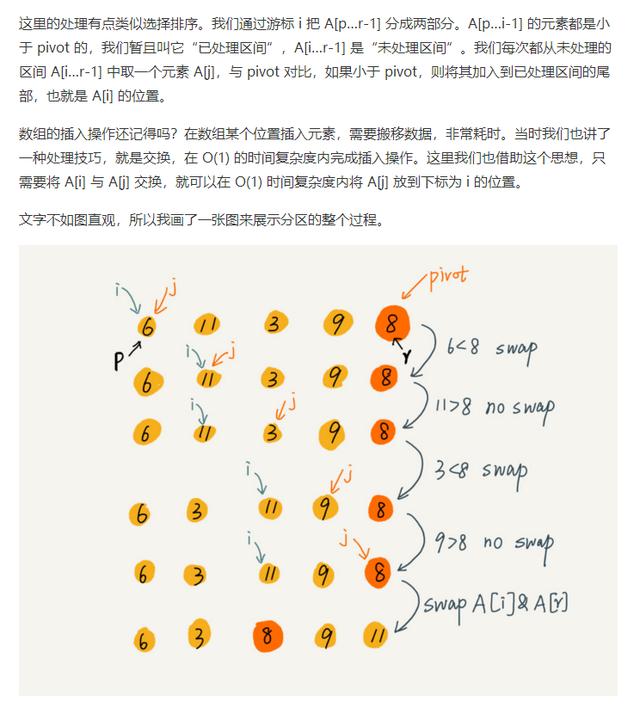 这里的处理有点类似选择排序。我们通过游标 i 把 A[p...r-1] 分成两部分。A[p...i-1] 的元素都是小
于 pivot 的，我们暂且叫它“已处理区间”，A[i...r-1] 是“未处理区间”。我们每次都从未处理的
区间 A[i...r-1] 中取一个元素 A[j]，与 pivot 对比，如果小于 pivot，则将其加入到已处理区间的尾
部，也就是 A[i] 的位置。
数组的插入操作还记得吗？在数组某个位置插入元素，需要搬移数据，非常耗时。当时我们也讲了
一种处理技巧，就是交换，在 O(1) 的时间复杂度内完成插入操作。这里我们也借助这个思想，只
需要将 A[i] 与 A[j] 交换，就可以在 O(1) 时间复杂度内将 A[j] 放到下标为 i 的位置。
文字不如图直观，所以我画了一张图来展示分区的整个过程。
i j pivot
6 11 3 9 8
p r 6<8 swap
i j
6 11 3 9 8
11>8 no swap
i j
6 11 3 9 8
3<8 swap
i j
6 3 11 9 8
9>8 no swap
i j
6 3 11 9 8
swap A[i]&A[r]
6 3 8 9 11